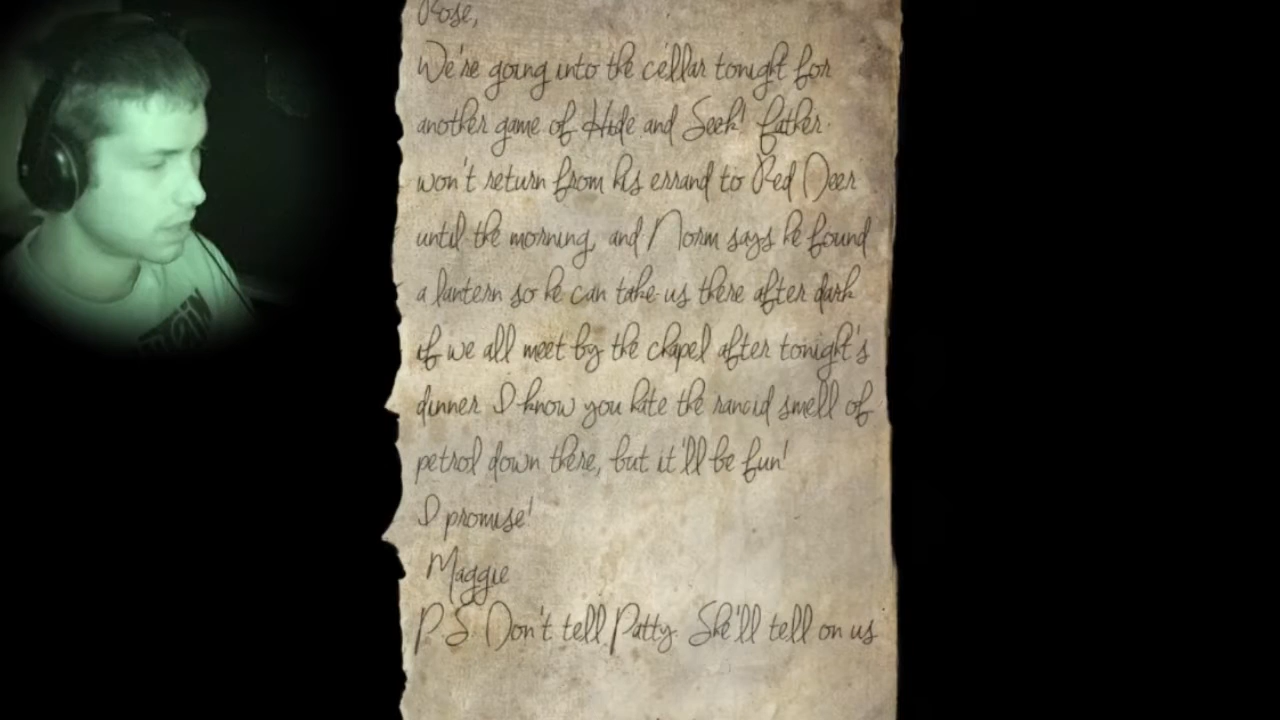 Rose,
We're going into the cellar tonight for
another game of Hide and Seek! Father
won't return from his errand to Red Deer
until the morning, and Norm says he found
a lantern so he can take us there after dark
if we all meet by the chapel after tonight's
dinner. I know you hate the rancid smell of
petrol down there, but it'll be fun!
I promise!
Maggie
P.S. Don't tell Patty. She'll tell on us